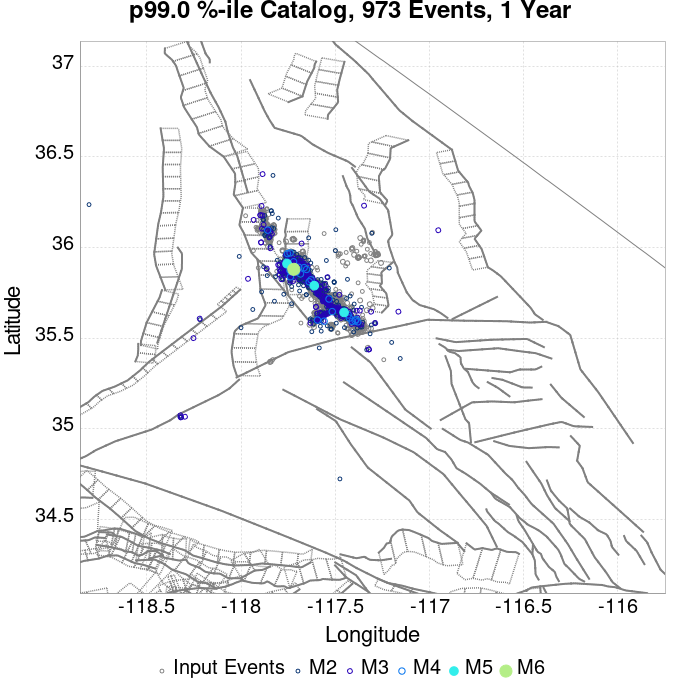 p99.0 %-ile Catalog, 973 Events, 1 Year
37
36.5
36
35.5
35
34.5
Latitude
-118.5 -118 -117.5 -117 -116.5 -116
Longitude
Input Events M2 M3 M4 M5 M6